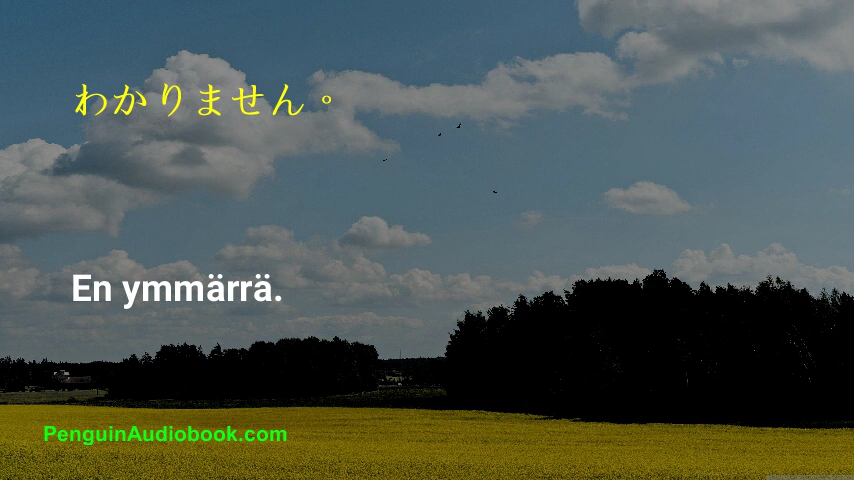 わかりません。
En ymmärrä.
PenguinAudiobook.com